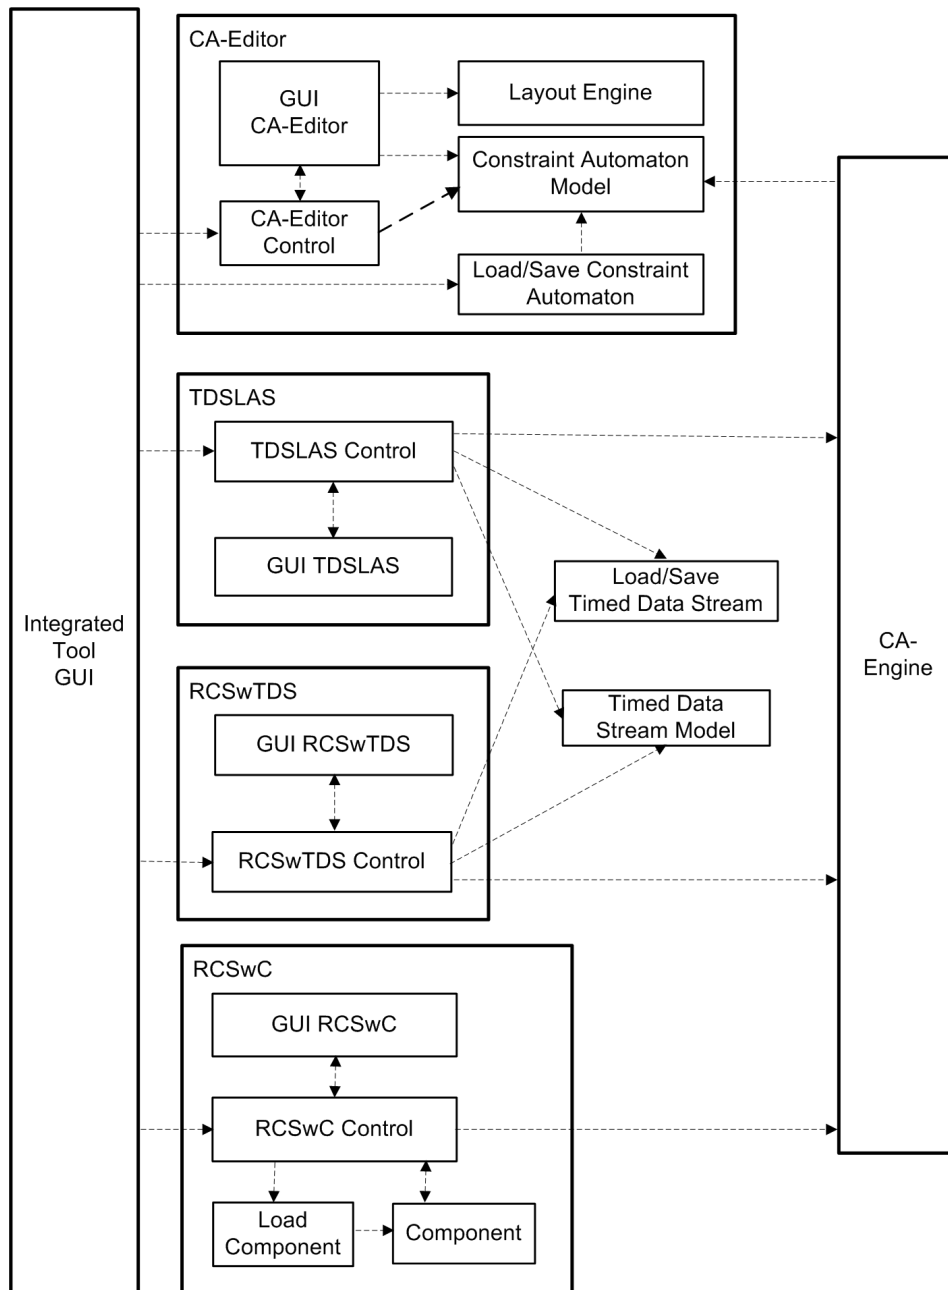 Integrated
Tool
GUI
CA-Editor
GUI
CA-Editor
Layout Engine
Constraint Automaton
Model
CA-Editor
Control
Load/Save Constraint
Automaton
TDSLAS
TDSLAS Control
GUI TDSLAS
Load/Save
Timed Data Stream
RCSwTDS
GUI RCSwTDS
Timed Data
Stream Model
RCSwTDS Control
RCSwC
GUI RCSwC
RCSwC Control
Load
Component
Component
CA-
Engine